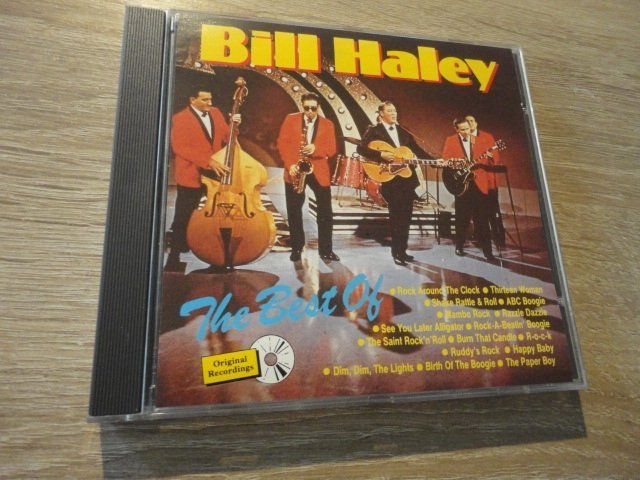 Bill Haley
The Best Of
• Rock Around The Clock • Thirteen Woman
• Shake Rattle & Roll • ABC Boogie
• Mambo Rock • Razzle Dazzle
• See You Later Alligator • Rock-A-Beatin' Boogie
• The Saint Rock'n'Roll • Burn That Candle • R-o-c-k
• Ruddy's Rock • Happy Baby
• Dim, Dim, The Lights • Birth Of The Boogie • The Paper Boy
Original
Recordings